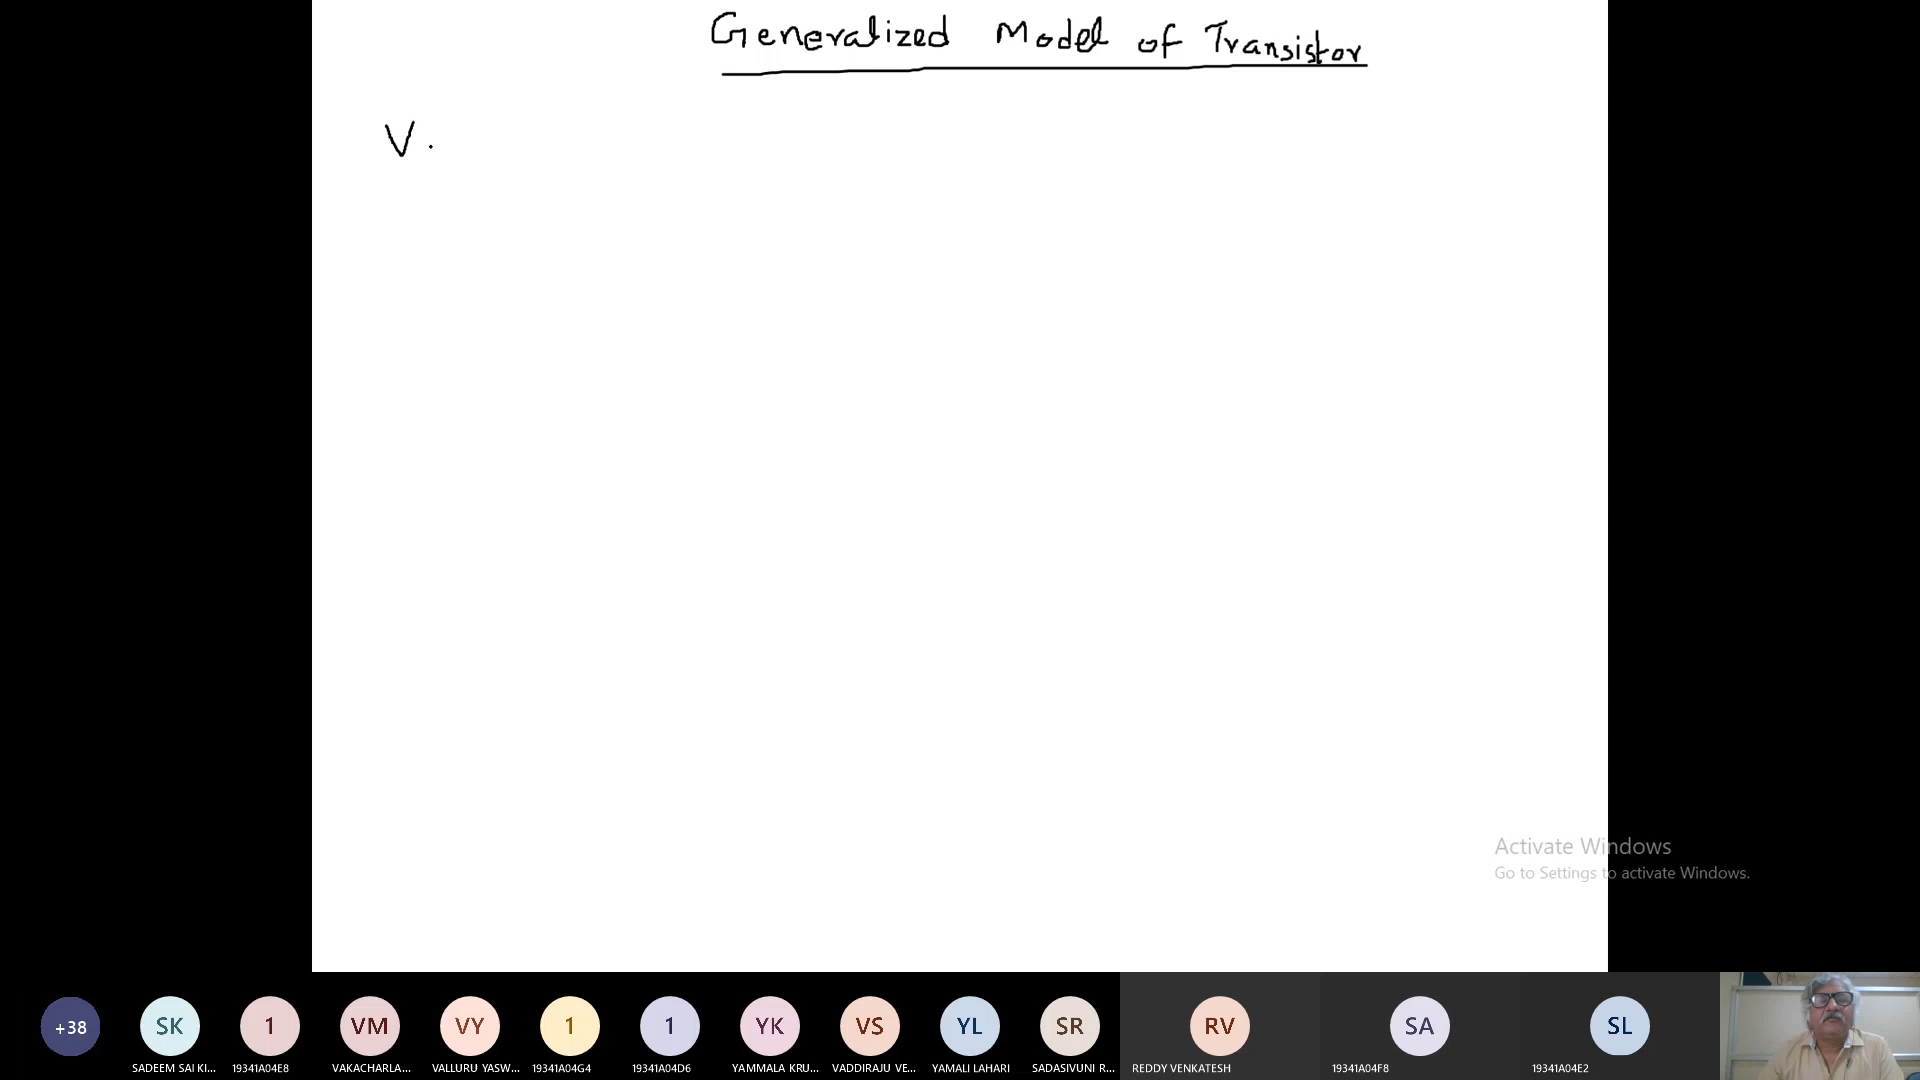 Generalized Model of Transistor
V.
Activate Windows
Go to Settings to activate Windows.
+38 SK 1 VM VY 1 1 YK VS YL SR RV SA SL
SADEEM SAI KI... 19341A04E8 VAKACHARLA... VALLURU YASW... 19341A04G4 19341A04D6 YAMMALA KRU... VADDIRAJU VE... YAMALI LAHARI SADASIVUNI R... REDDY VENKATESH 19341A04F8 19341A04E2